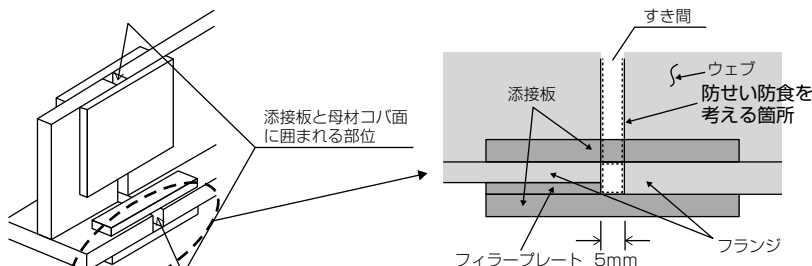 添接板と母材コバ面
に囲まれる部位
すき間
ウェブ
添接板
防せい防食を
考える箇所
フィラープレート
5mm
フランジ